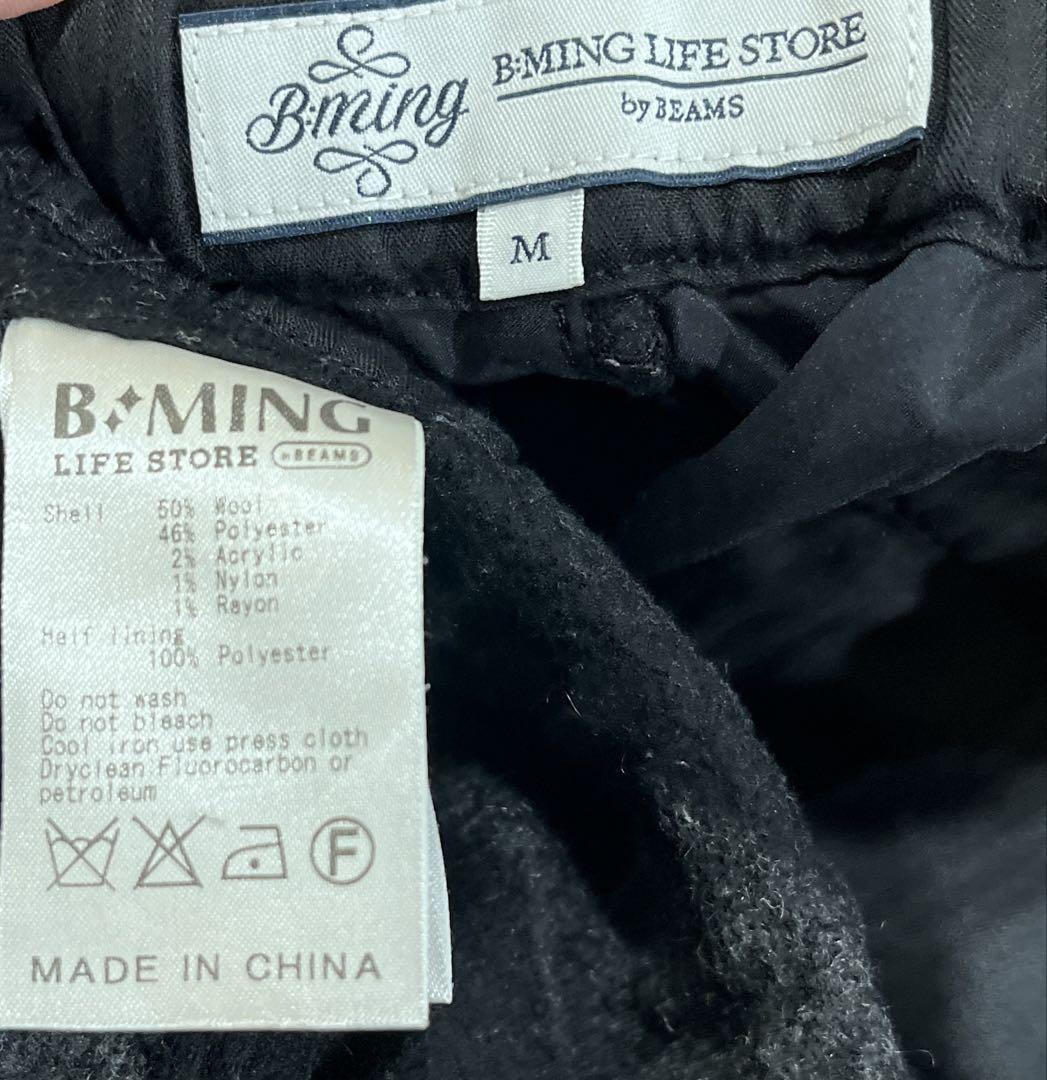 B:ming
B:MING LIFE STORE
by BEAMS
M
B:MING
LIFE STORE by BEAMS
Shell 50% Wool
46% Polyester
2% Acrylic
1% Nylon
1% Rayon
Half lining
100% Polyester
Do not wash
Do not bleach
Cool iron use press cloth
Dryclean Fluorocarbon or
petroleum
F
MADE IN CHINA